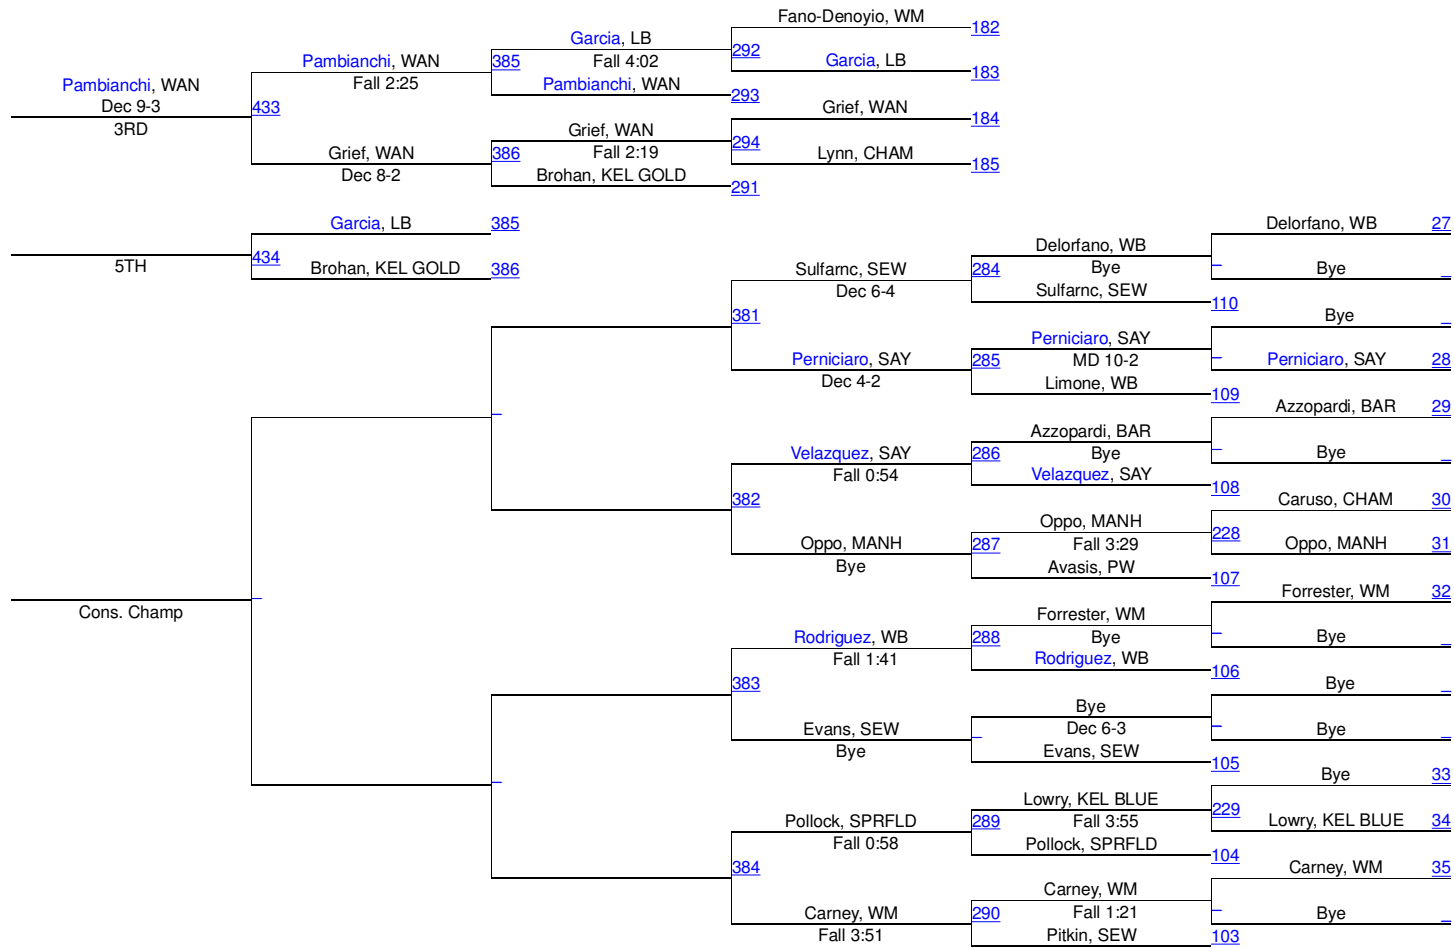 Fano-Denoyio, WM
182
Garcia, LB
292
Pambianchi, WAN
385
Fall 4:02
Garcia, LB
183
Pambianchi, WAN
Fall 2:25
Pambianchi, WAN
293
Dec 9-3
433
Grief, WAN
184
3RD
Grief, WAN
294
Grief, WAN
386
Fall 2:19
Lynn, CHAM
185
Dec 8-2
Brohan, KEL GOLD
291
Garcia, LB
385
5TH
434
Brohan, KEL GOLD
386
Delorfano, WB
27
Delorfano, WB
Sulfarnc, SEW
284
Bye
Bye
Dec 6-4
Sulfarnc, SEW
110
381
Bye
Perniciaro, SAY
Perniciaro, SAY
285
MD 10-2
Perniciaro, SAY
28
Dec 4-2
Limone, WB
109
Azzopardi, BAR
29
Azzopardi, BAR
Velazquez, SAY
286
Bye
Bye
Fall 0:54
Velazquez, SAY
108
382
Caruso, CHAM
30
Oppo, MANH
228
Oppo, MANH
287
Fall 3:29
Oppo, MANH
31
Bye
Avasis, PW
107
Cons. Champ
Forrester, WM
32
Forrester, WM
Rodriguez, WB
288
Bye
Bye
Fall 1:41
Rodriguez, WB
106
383
Bye
Bye
Evans, SEW
Dec 6-3
Bye
Bye
Evans, SEW
105
Bye
33
Lowry, KEL BLUE
229
Pollock, SPRFLD
289
Fall 3:55
Lowry, KEL BLUE
34
Fall 0:58
Pollock, SPRFLD
104
384
Carney, WM
35
Carney, WM
Carney, WM
290
Fall 1:21
Bye
Fall 3:51
Pitkin, SEW
103